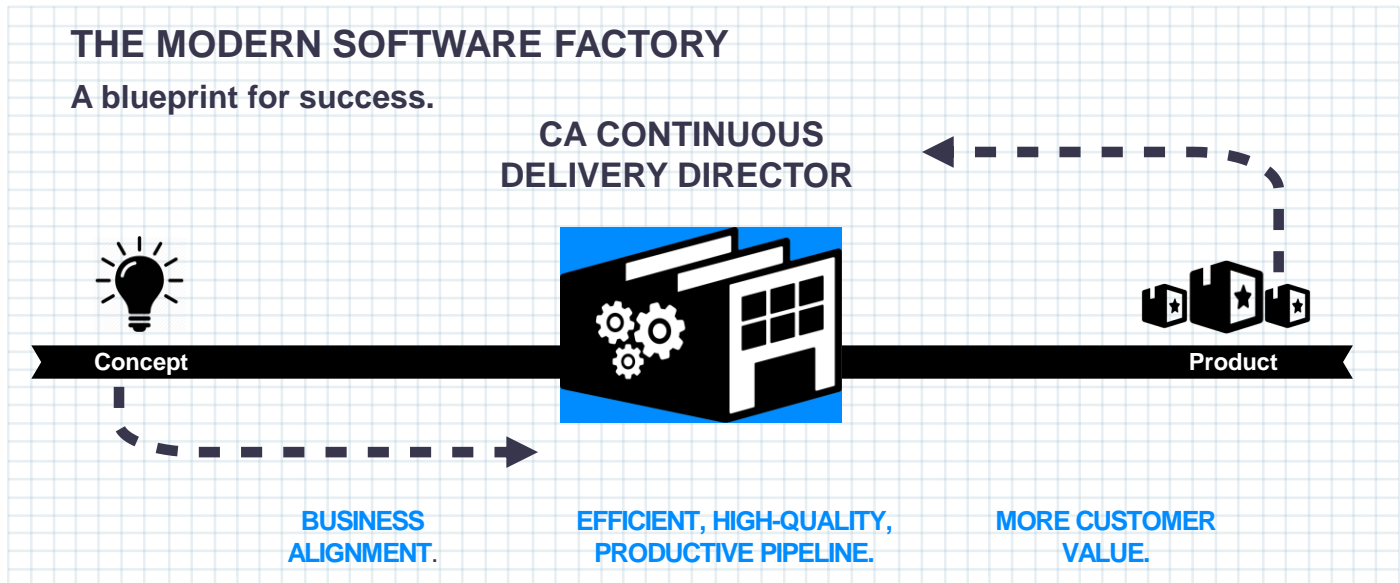 THE MODERN SOFTWARE FACTORY
A blueprint for success.
CA CONTINUOUS
DELIVERY DIRECTOR
Concept
Product
BUSINESS
ALIGNMENT.
EFFICIENT, HIGH-QUALITY,
PRODUCTIVE PIPELINE.
MORE CUSTOMER
VALUE.